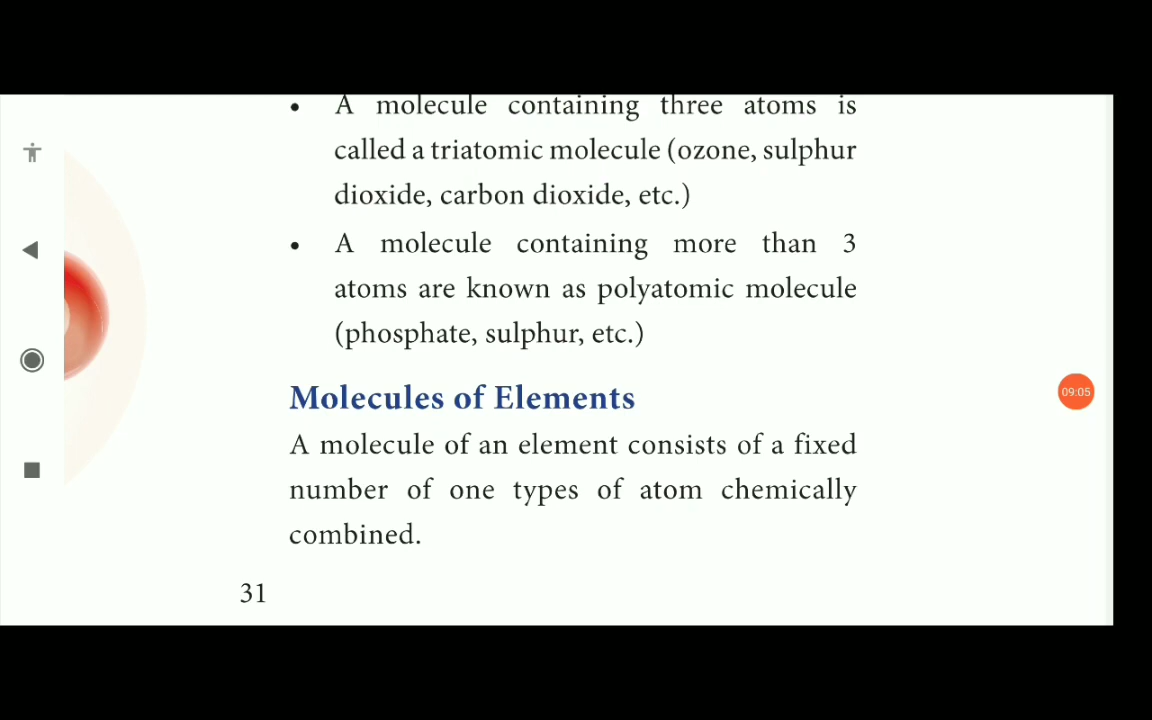 • A molecule containing three atoms is
called a triatomic molecule (ozone, sulphur
dioxide, carbon dioxide, etc.)
• A molecule containing more than 3
atoms are known as polyatomic molecule
(phosphate, sulphur, etc.)
Molecules of Elements
A molecule of an element consists of a fixed
number of one types of atom chemically
combined.
31
09:05